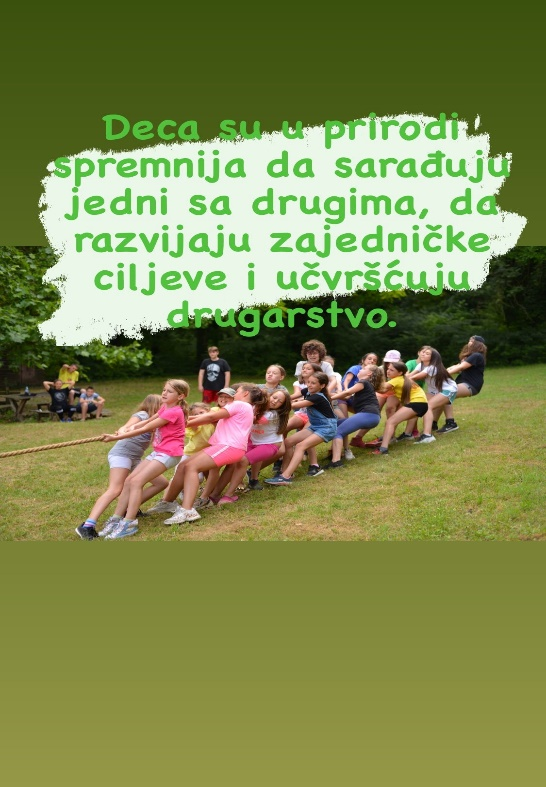 Deca su u prirodi
spremnija da sarađuju
jedni sa drugima, da
razvijaju zajedničke
ciljeve i učvršćuju
drugarstvo.